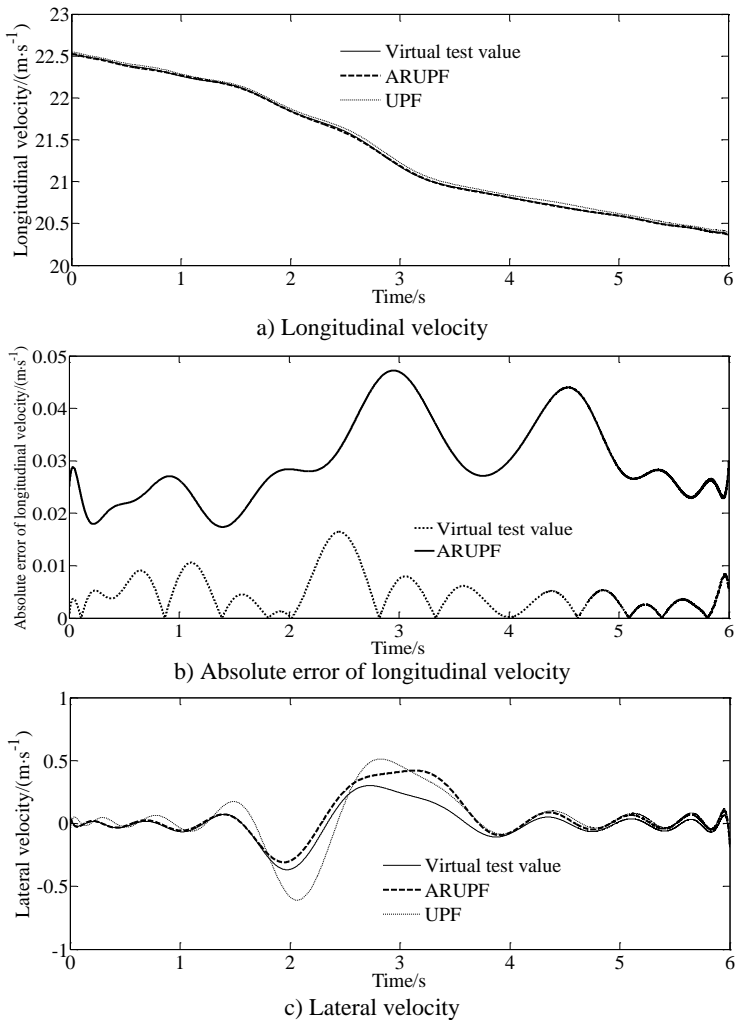 Longitudinal velocity/(m·s-1)
23
22.5
22
21.5
21
20.5
20
Virtual test value
ARUPF
UPF
0 1 2 3 4 5 6
Time/s
a) Longitudinal velocity
Absolute error of longitudinal velocity/(m·s-1)
0.05
0.04
0.03
0.02
0.01
0
Virtual test value
ARUPF
0 1 2 3 4 5 6
Time/s
b) Absolute error of longitudinal velocity
Lateral velocity/(m·s-1)
1
0.5
0
-0.5
-1
Virtual test value
ARUPF
UPF
0 1 2 3 4 5 6
Time/s
c) Lateral velocity